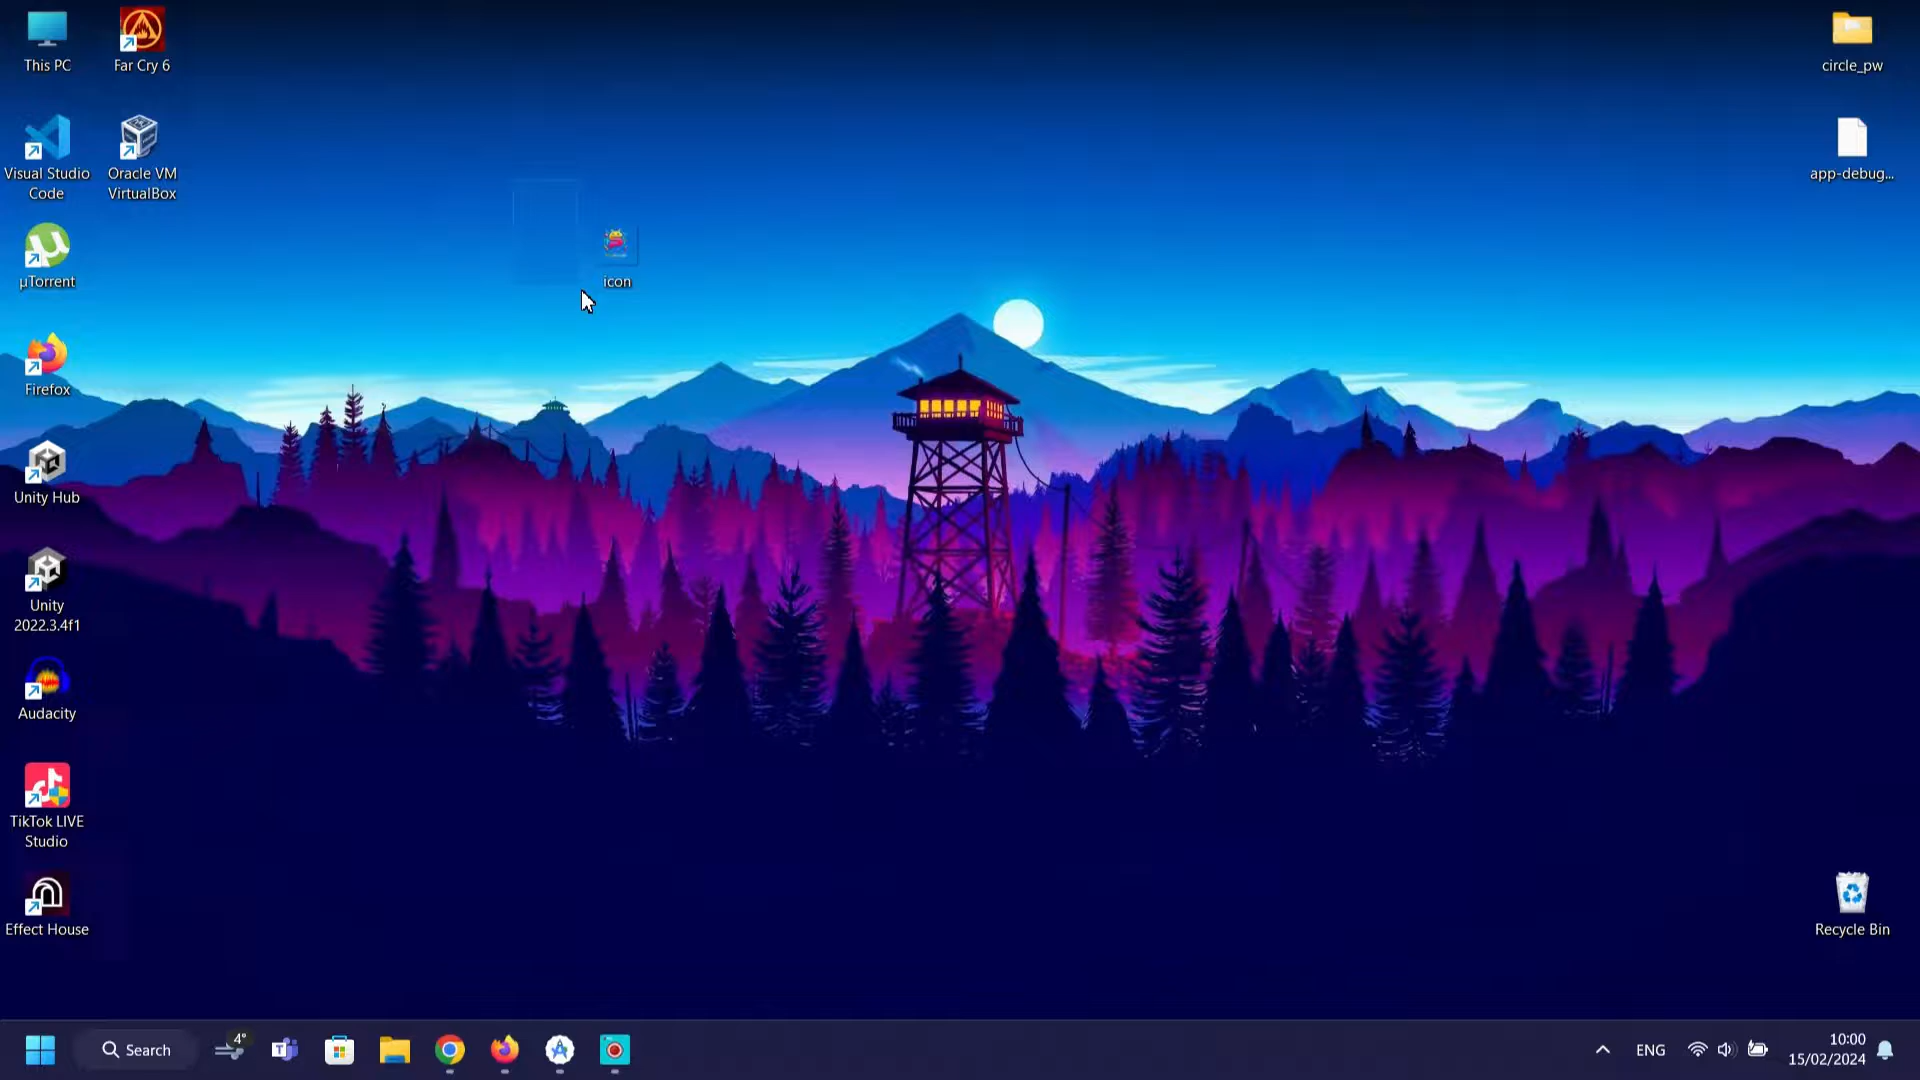 This PC
Far Cry 6
circle_pw
Visual Studio
Code
Oracle VM
VirtualBox
app-debug...
µTorrent
icon
Firefox
Unity Hub
Unity
2022.3.4f1
Audacity
TikTok LIVE
Studio
Effect House
Recycle Bin
Search
4°
ENG
10:00
15/02/2024